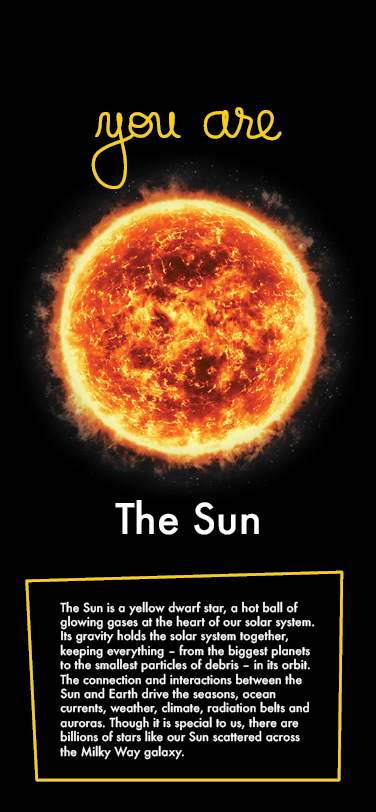 you are
The Sun
The Sun is a yellow dwarf star, a hot ball of
glowing gases at the heart of our solar system.
Its gravity holds the solar system together,
keeping everything – from the biggest planets
to the smallest particles of debris – in its orbit.
The connection and interactions between the
Sun and Earth drive the seasons, ocean
currents, weather, climate, radiation belts and
auroras. Though it is special to us, there are
billions of stars like our Sun scattered across
the Milky Way galaxy.